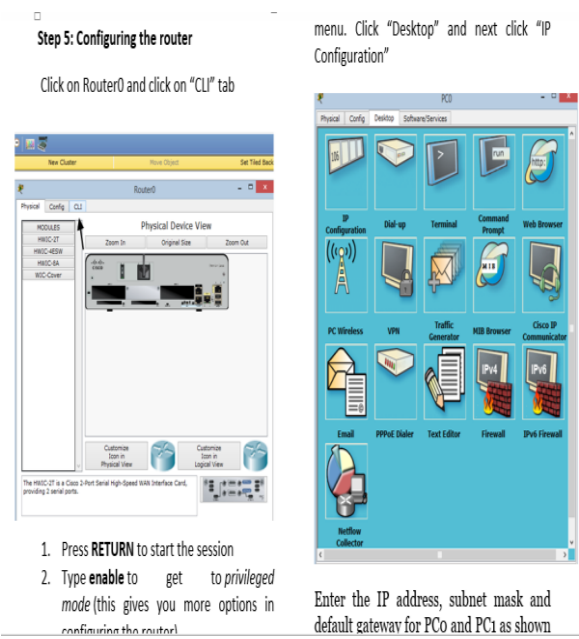 Step 5: Configuring the router
Click on Router0 and click on “CLI” tab
New Cluster Move Object Set Tiled Back
Router0
Physical Config CLI
MODULES
HWIC-2T
HWIC-4ESW
HWIC-8A
WIC-Cover
Physical Device View
Zoom In Original Size Zoom Out
Customize
Icon in
Physical View
Customize
Icon in
Logical View
The HWIC-2T is a Cisco 2-Port Serial High-Speed WAN Interface Card,
providing 2 serial ports.
1. Press RETURN to start the session
2. Type enable to get to privileged
mode (this gives you more options in
configuring the router)
menu. Click “Desktop” and next click “IP
Configuration”
PC0
Physical Config Desktop Software/Services
106
run
http:
IP
Configuration
Dial-up
Terminal
Command
Prompt
Web Browser
MIB
PC Wireless
VPN
Traffic
Generator
MIB Browser
Cisco IP
Communicator
IPv4
IPv6
Email
PPPoE Dialer
Text Editor
Firewall
IPv6 Firewall
Netflow
Collector
Enter the IP address, subnet mask and
default gateway for PC0 and PC1 as shown